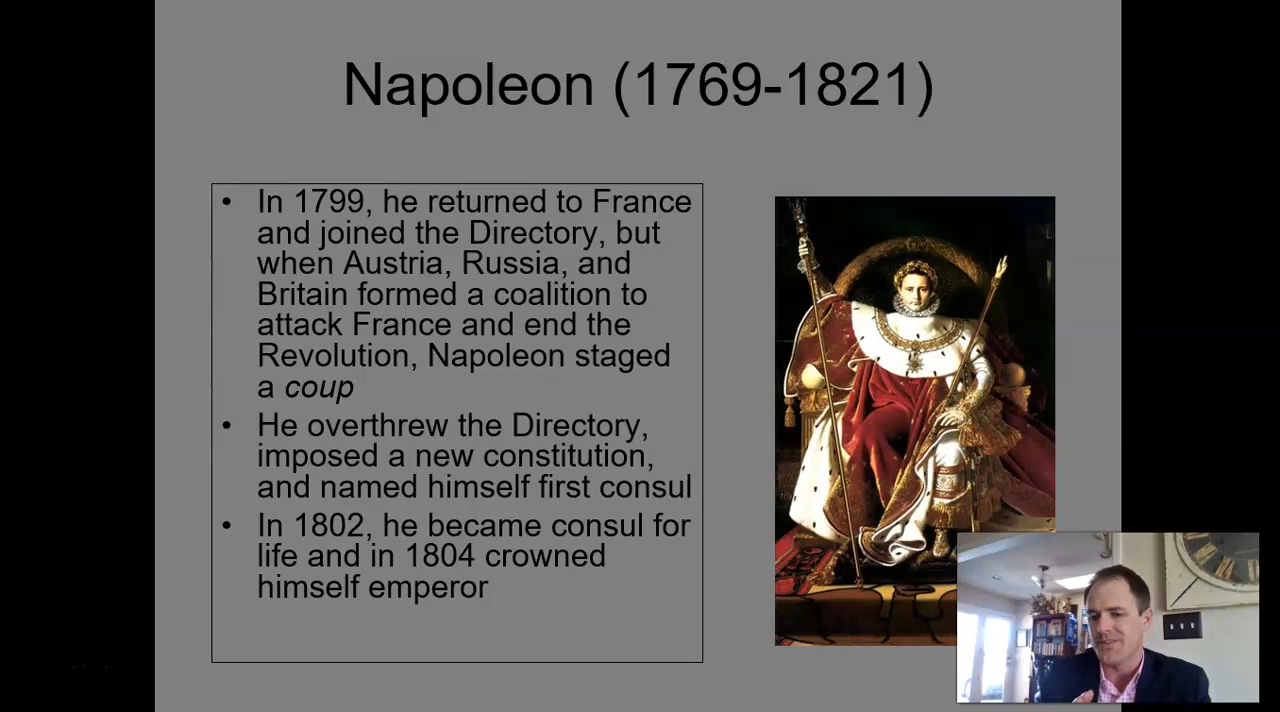 Napoleon (1769-1821)
• In 1799, he returned to France
and joined the Directory, but
when Austria, Russia, and
Britain formed a coalition to
attack France and end the
Revolution, Napoleon staged
a coup
• He overthrew the Directory,
imposed a new constitution,
and named himself first consul
• In 1802, he became consul for
life and in 1804 crowned
himself emperor